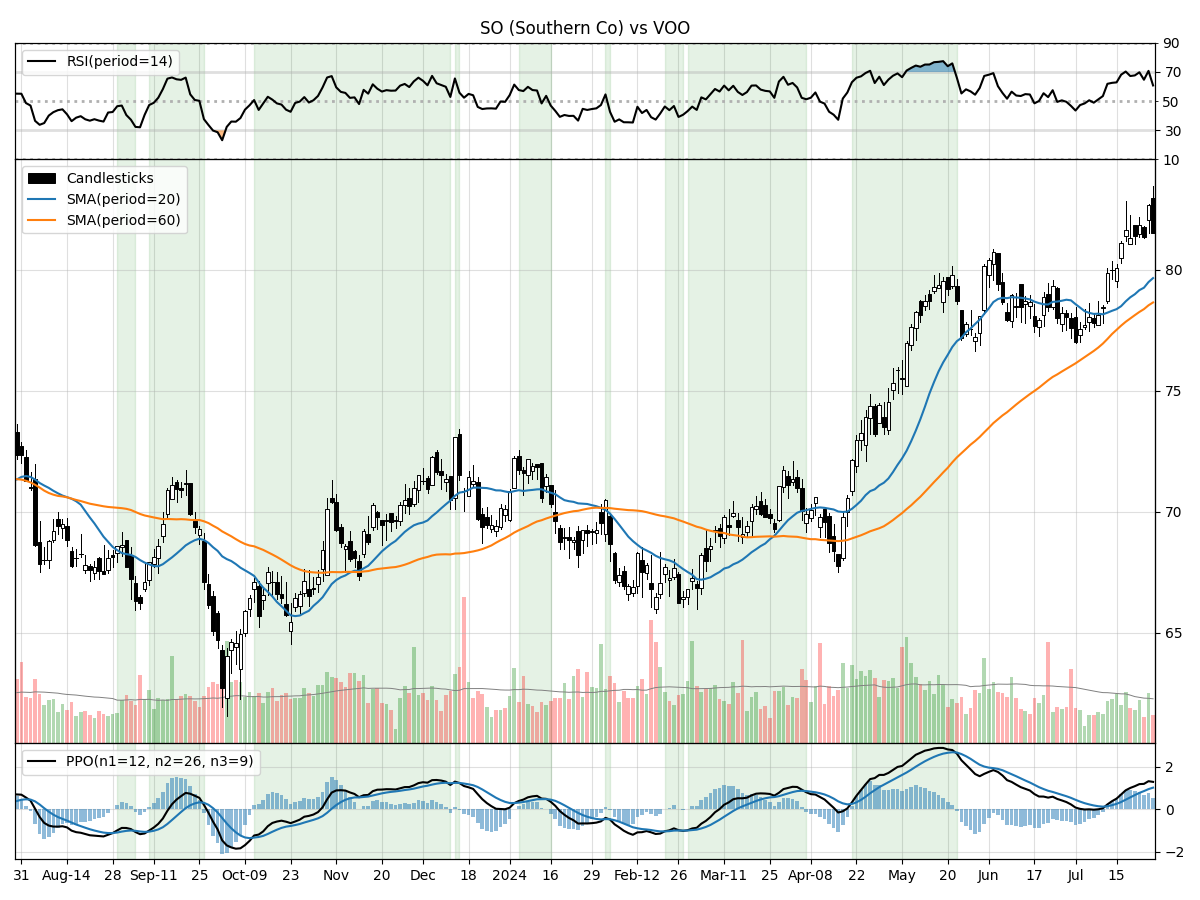 SO (Southern Co) vs VOO
RSI(period=14)
90
70
50
30
10
Candlesticks
SMA(period=20)
SMA(period=60)
80
75
70
65
PPO(n1=12, n2=26, n3=9)
2
0
−2
31 Aug-14 28 Sep-11 25 Oct-09 23 Nov 20 Dec 18 2024 16 29 Feb-12 26 Mar-11 25 Apr-08 22 May 20 Jun 17 Jul 15